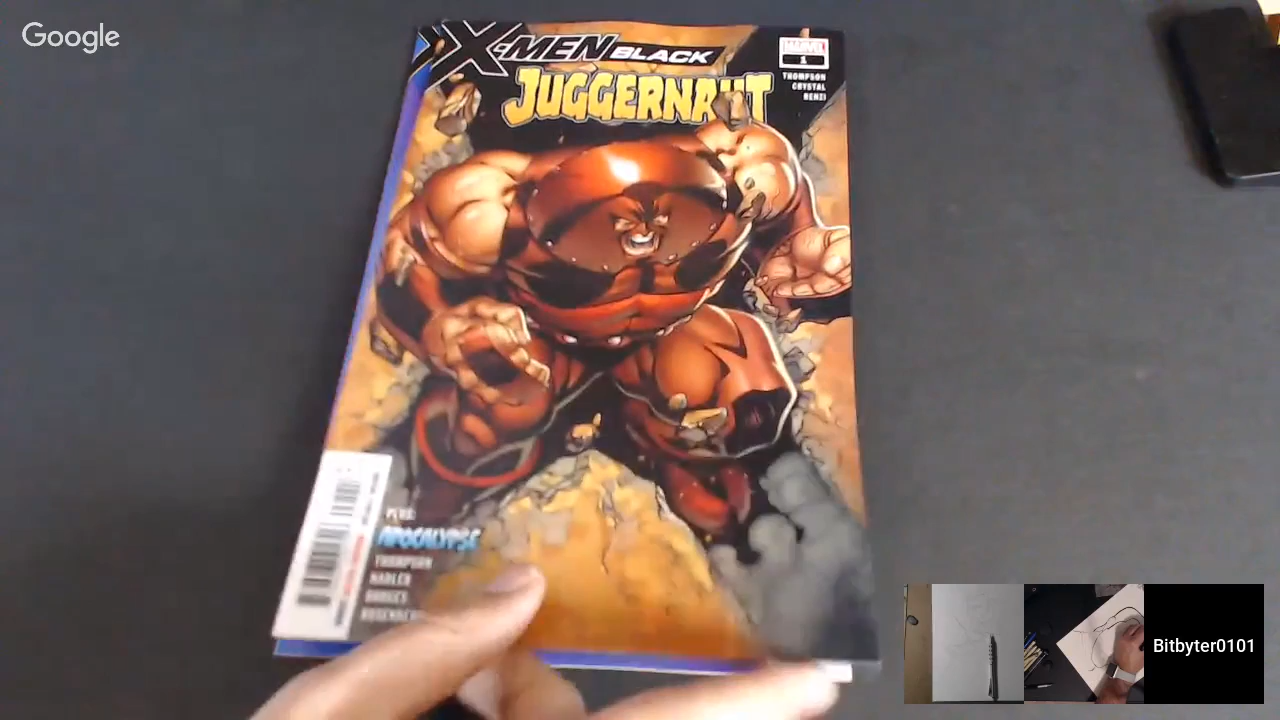 Google
X-MEN BLACK
JUGGERNAUT
MARVEL
1
THOMPSON
CRYSTAL
RENZI
PLUS:
APOCALYPSE
THOMPSON
NADLER
Bitbyter0101